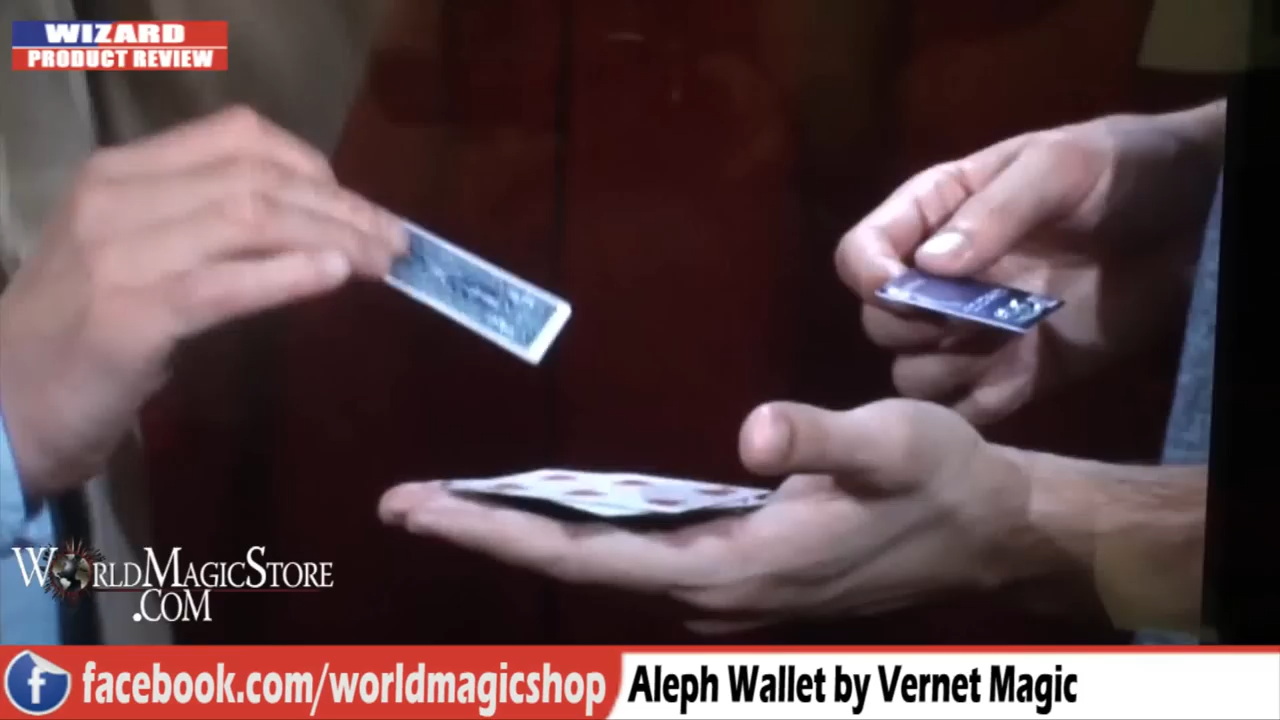 WIZARD
PRODUCT REVIEW
WORLDMAGICSTORE
.COM
facebook.com/worldmagicshop
Aleph Wallet by Vernet Magic